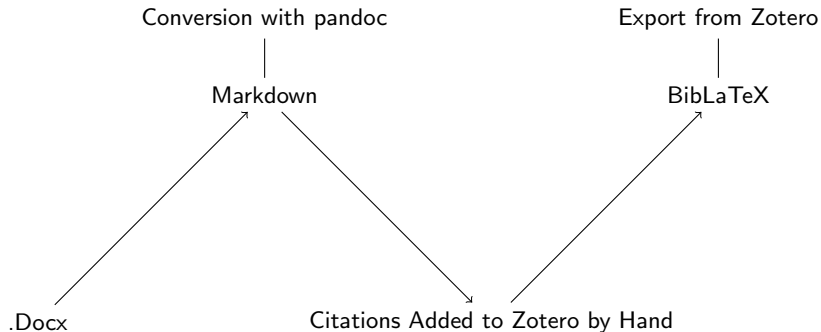 Conversion with pandoc
Export from Zotero
Markdown
BibLaTeX
.Docx
Citations Added to Zotero by Hand